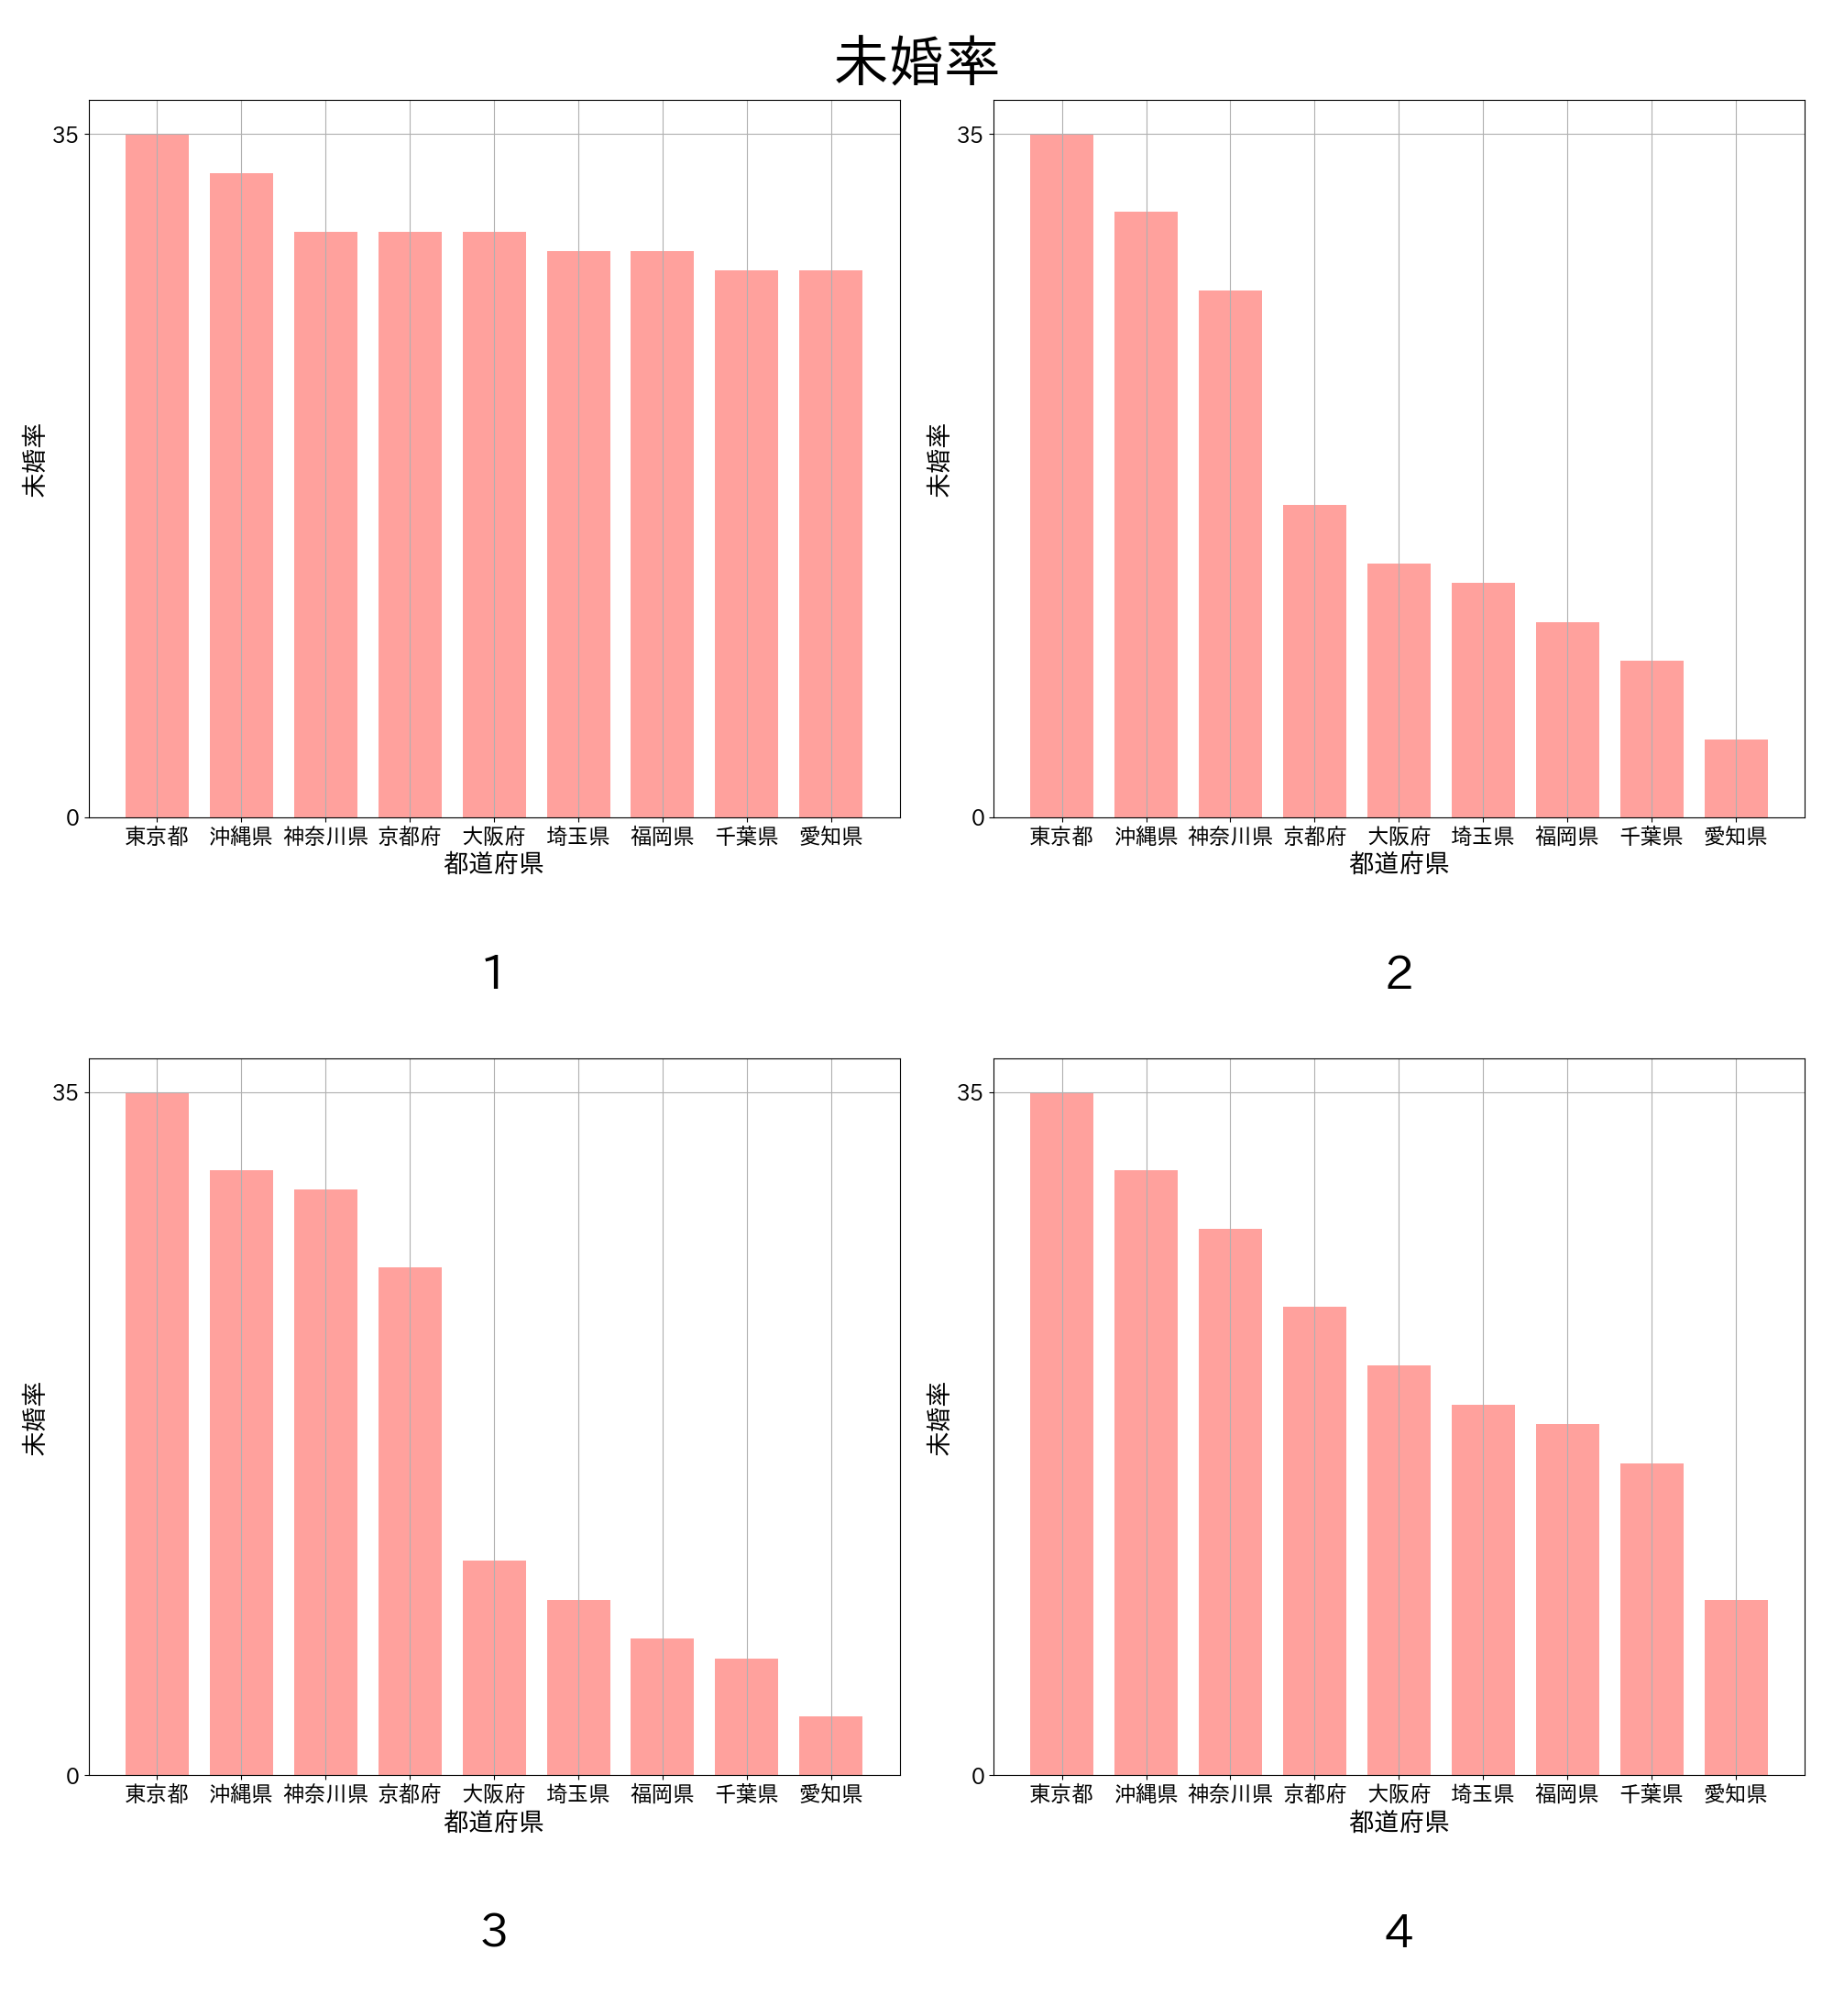 未婚率
35
0
未婚率
東京都 沖縄県 神奈川県 京都府 大阪府 埼玉県 福岡県 千葉県 愛知県
都道府県
1
35
0
未婚率
東京都 沖縄県 神奈川県 京都府 大阪府 埼玉県 福岡県 千葉県 愛知県
都道府県
2
35
0
未婚率
東京都 沖縄県 神奈川県 京都府 大阪府 埼玉県 福岡県 千葉県 愛知県
都道府県
3
35
0
未婚率
東京都 沖縄県 神奈川県 京都府 大阪府 埼玉県 福岡県 千葉県 愛知県
都道府県
4